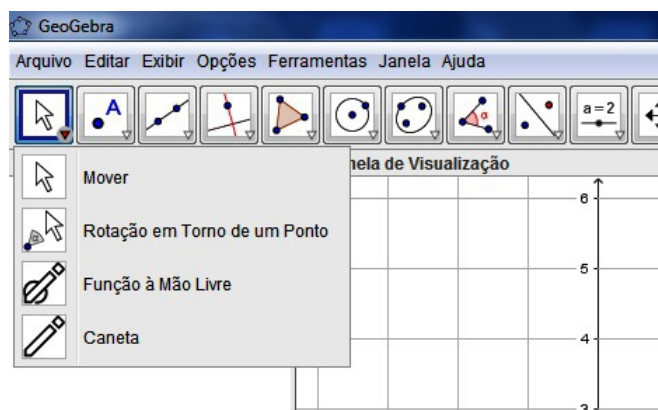 GeoGebra
Arquivo Editar Exibir Opções Ferramentas Janela Ajuda
A
α
a=2
nela de Visualização
Mover
α
Rotação em Torno de um Ponto
Função à Mão Livre
Caneta
6
5
4
3